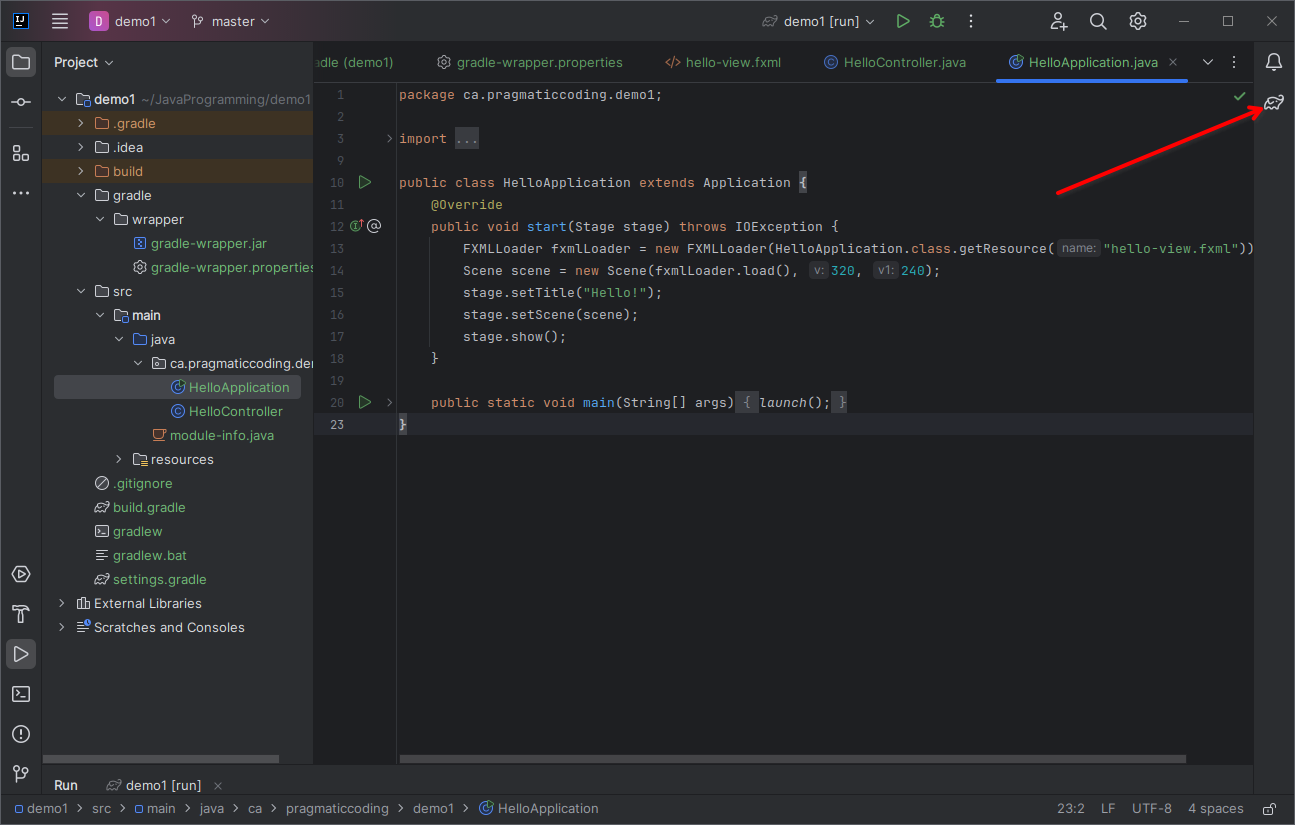 D demo1 master demo1 [run]
Project
adle (demo1) gradle-wrapper.properties hello-view.fxml HelloController.java HelloApplication.java
demo1 ~/JavaProgramming/demo1
.gradle
.idea
build
gradle
wrapper
gradle-wrapper.jar
gradle-wrapper.properties
src
main
java
ca.pragmaticcoding.de
HelloApplication
HelloController
module-info.java
resources
.gitignore
build.gradle
gradlew
gradlew.bat
settings.gradle
External Libraries
Scratches and Consoles
1 package ca.pragmaticcoding.demo1;
2
3 import ...
9
10 public class HelloApplication extends Application {
11 @Override
12 public void start(Stage stage) throws IOException {
13 FXMLLoader fxmlLoader = new FXMLLoader(HelloApplication.class.getResource( name: "hello-view.fxml"))
14 Scene scene = new Scene(fxmlLoader.load(), v: 320, v1: 240);
15 stage.setTitle("Hello!");
16 stage.setScene(scene);
17 stage.show();
18 }
19
20 public static void main(String[] args) { launch(); }
23 }
Run demo1 [run]
demo1 > src > main > java > ca > pragmaticcoding > demo1 > HelloApplication 23:2 LF UTF-8 4 spaces